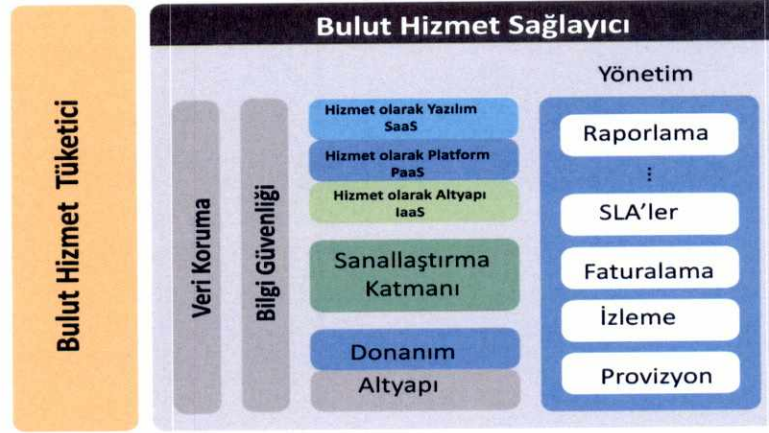 Bulut Hizmet Sağlayıcı
Bulut Hizmet Tüketici
Veri Koruma
Bilgi Güvenliği
Hizmet olarak Yazılım
SaaS
Hizmet olarak Platform
PaaS
Hizmet olarak Altyapı
IaaS
Sanallaştırma
Katmanı
Donanım
Altyapı
Yönetim
Raporlama
...
SLA’ler
Faturalama
İzleme
Provizyon